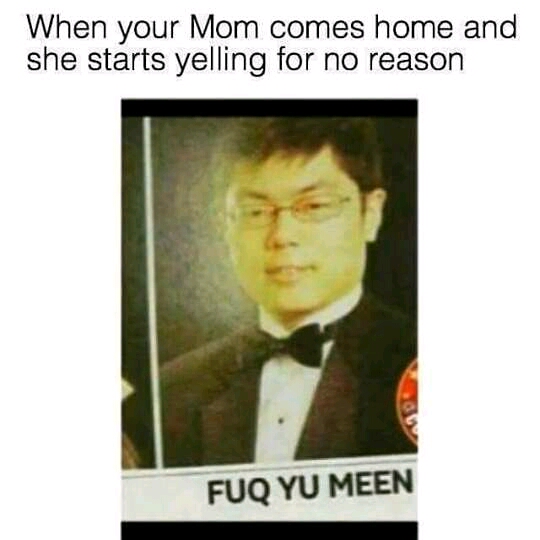 When your Mom comes home and
she starts yelling for no reason
FUQ YU MEEN